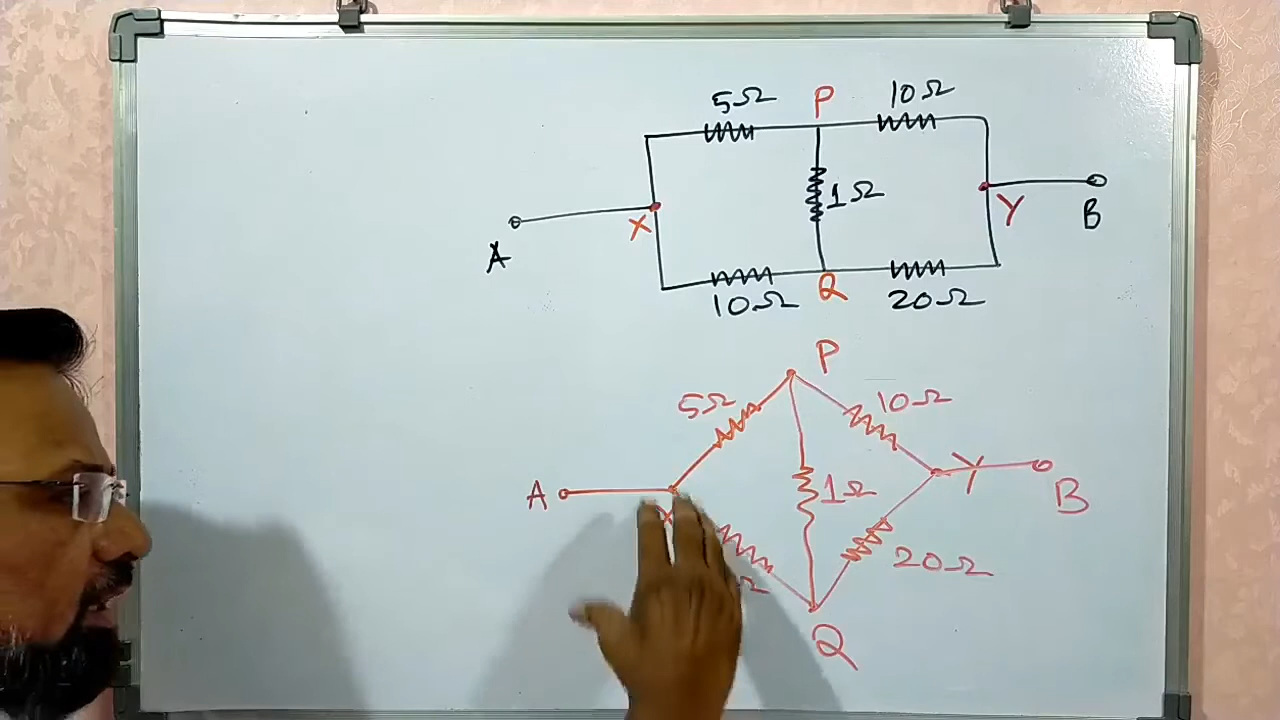 5Ω P 10Ω
1Ω
X Y B
A
10Ω Q 20Ω
P
5Ω 10Ω
A 1Ω Y B
X
Ω 20Ω
Q